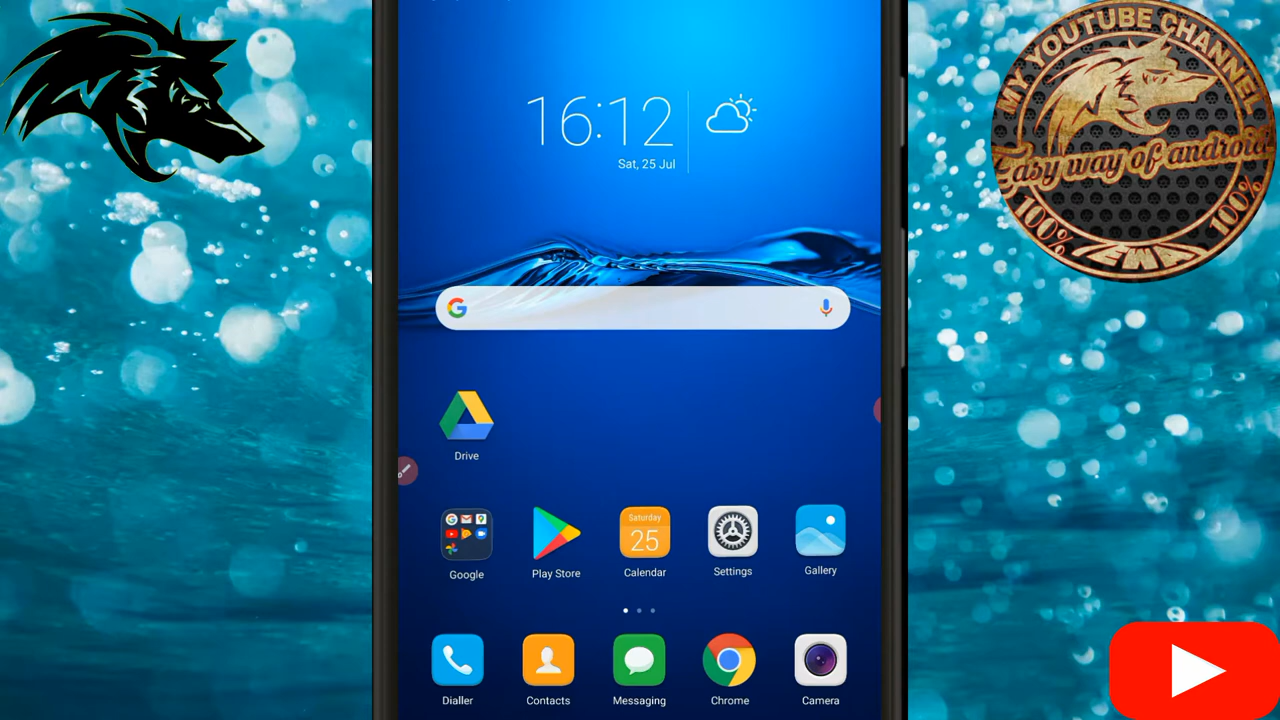 MY YOUTUBE CHANNEL
Easy way of android
100% EWA 100%
16:12
Sat, 25 Jul
Drive
Saturday
25
Google
Play Store
Calendar
Settings
Gallery
Dialler
Contacts
Messaging
Chrome
Camera